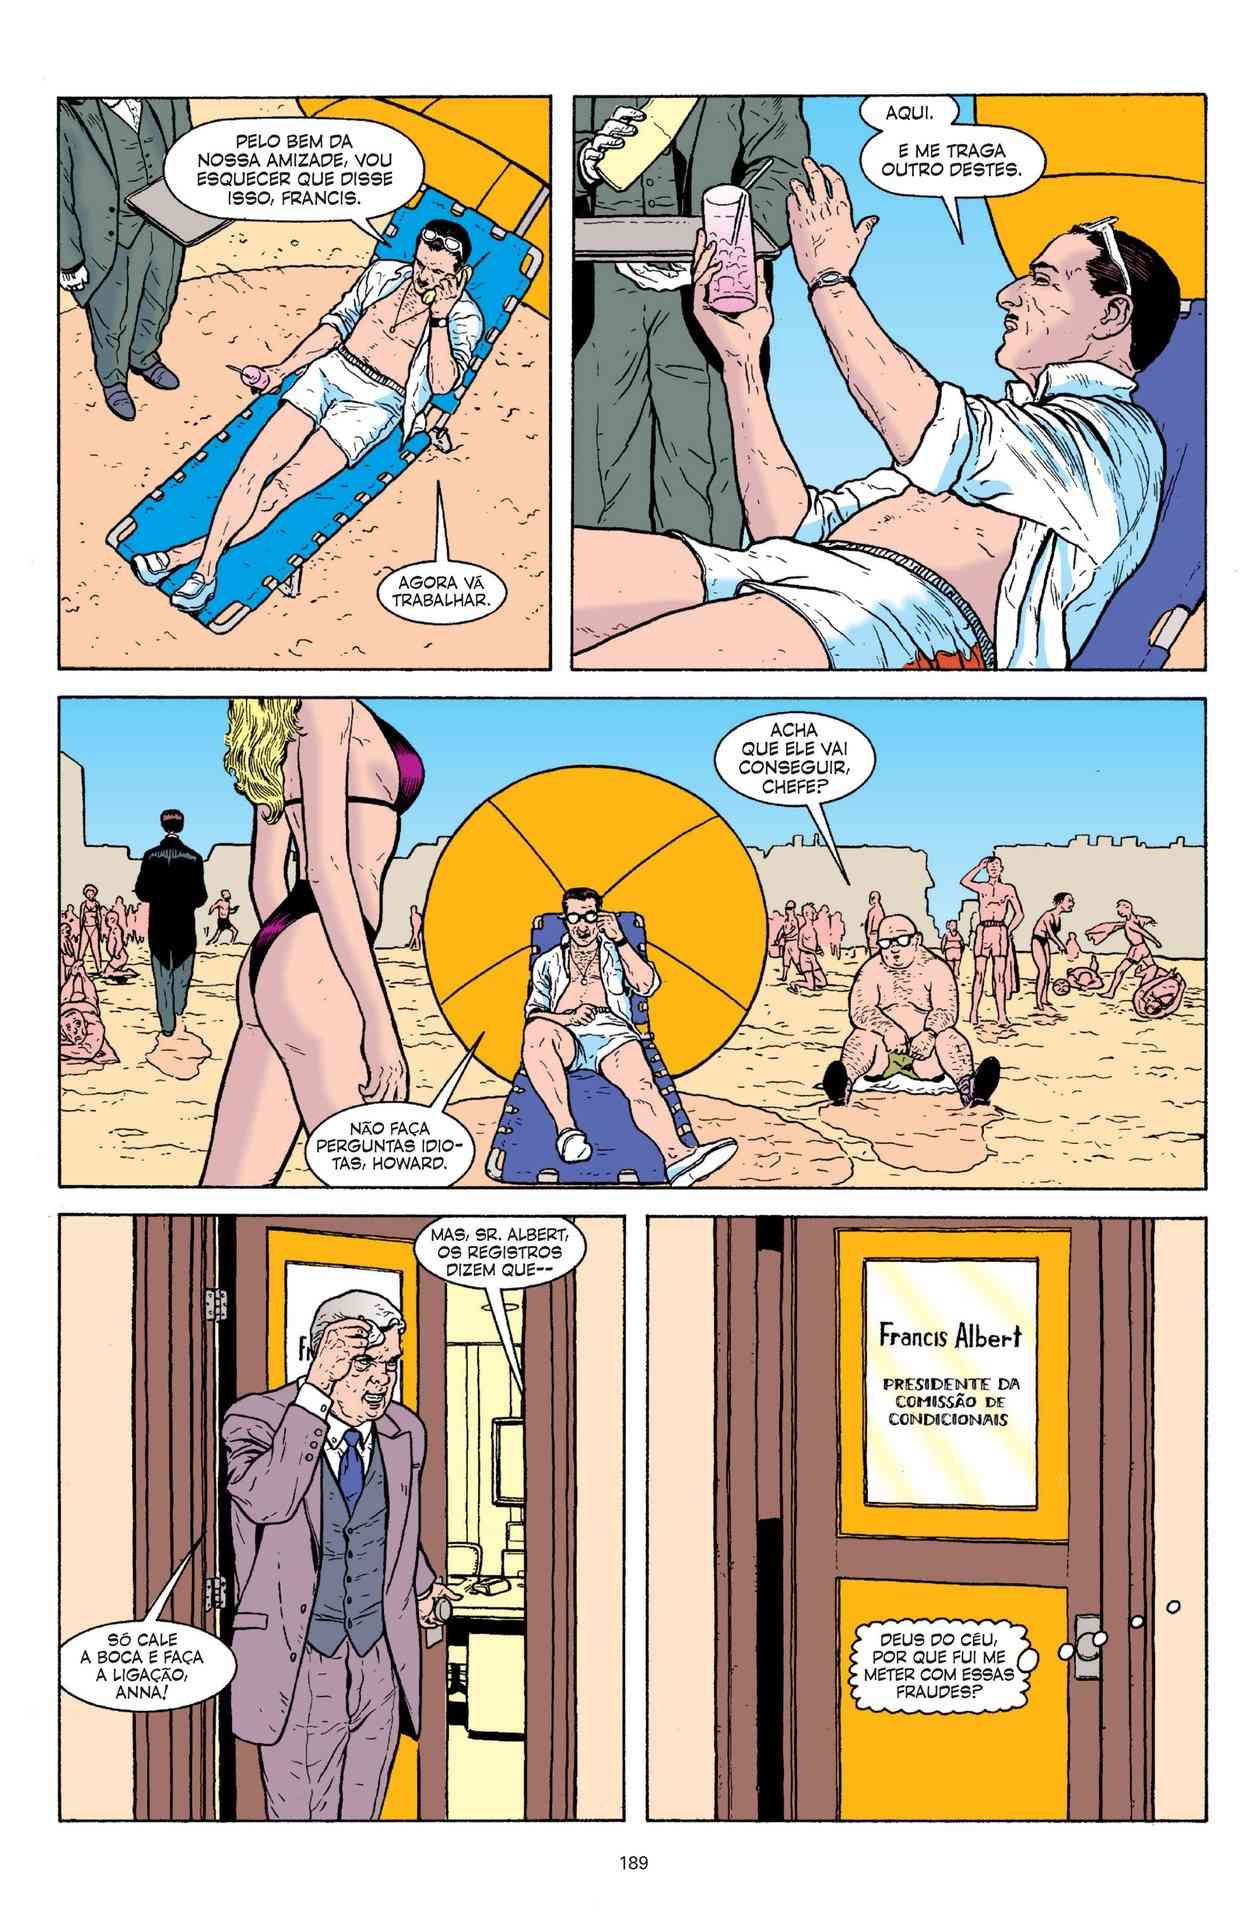 PELO BEM DA
NOSSA AMIZADE, VOU
ESQUECER QUE DISSE
ISSO, FRANCIS.
AGORA VÁ
TRABALHAR.
AQUI.
E ME TRAGA
OUTRO DESTES.
ACHA
QUE ELE VAI
CONSEGUIR,
CHEFE?
NÃO FAÇA
PERGUNTAS IDIO-
TAS, HOWARD.
MAS, SR. ALBERT,
OS REGISTROS
DIZEM QUE--
Fr
SÓ CALE
A BOCA E FAÇA
A LIGAÇÃO,
ANNA!
Francis Albert
PRESIDENTE DA
COMISSÃO DE
CONDICIONAIS
DEUS DO CÉU,
POR QUE FUI ME
METER COM ESSAS
FRAUDES?
189